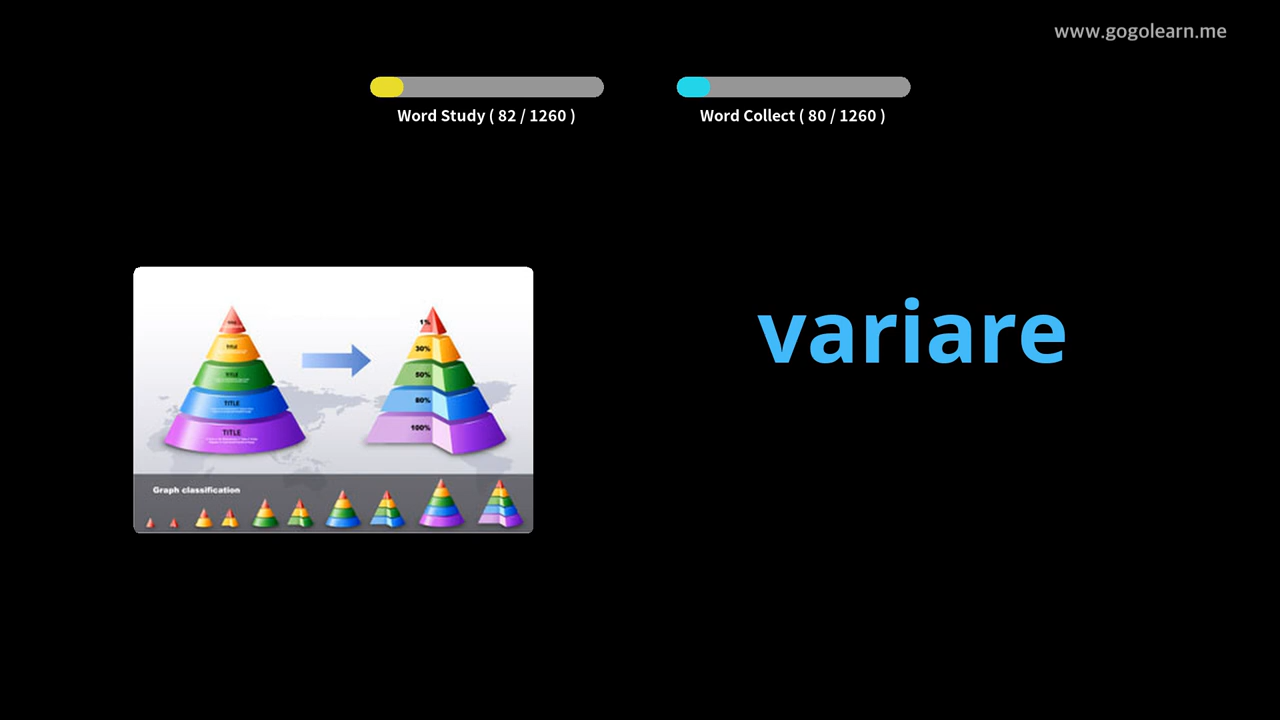 www.gogolearn.me
Word Study ( 82 / 1260 )
Word Collect ( 80 / 1260 )
variare
TITLE
TITLE
TITLE
TITLE
1%
30%
50%
80%
100%
Graph classification